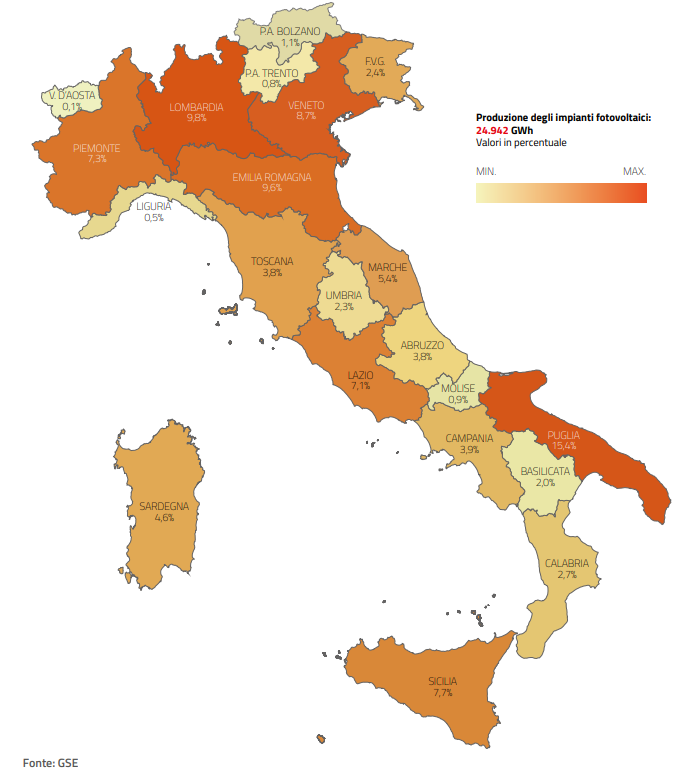 P.A. BOLZANO
1,1%
P.A. TRENTO
0,8%
F.V.G.
2,4%
V. D'AOSTA
0,1%
LOMBARDIA
9,8%
VENETO
8,7%
PIEMONTE
7,3%
EMILIA ROMAGNA
9,6%
LIGURIA
0,5%
TOSCANA
3,8%
MARCHE
5,4%
UMBRIA
2,3%
ABRUZZO
3,8%
LAZIO
7,1%
MOLISE
0,9%
CAMPANIA
3,9%
PUGLIA
15,4%
BASILICATA
2,0%
SARDEGNA
4,6%
CALABRIA
2,7%
SICILIA
7,7%
Produzione degli impianti fotovoltaici:
24.942 GWh
Valori in percentuale
MIN. MAX.
Fonte: GSE